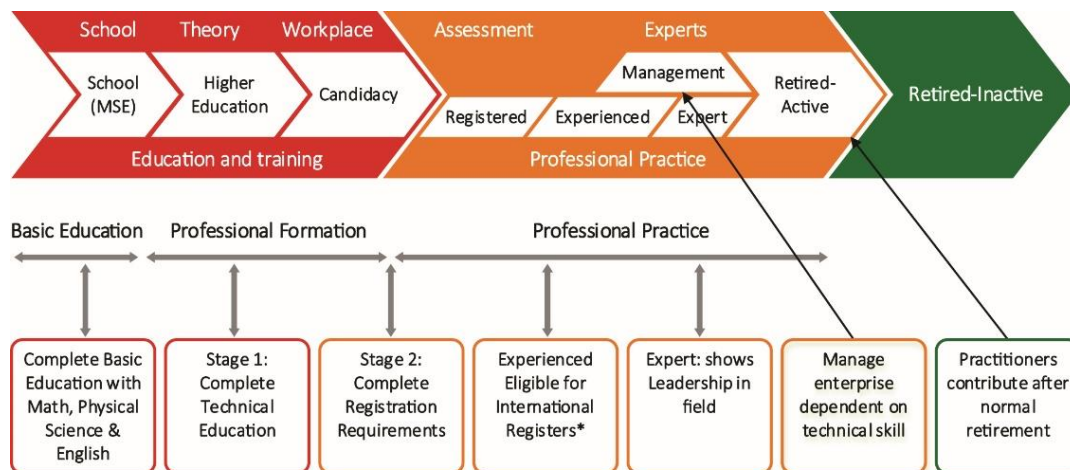 School Theory Workplace Assessment Experts
School
(MSE)
Higher
Education
Candidacy
Management
Registered Experienced Expert
Retired-
Active
Retired-Inactive
Education and training Professional Practice
Basic Education Professional Formation Professional Practice
Complete Basic
Education with
Math, Physical
Science &
English
Stage 1:
Complete
Technical
Education
Stage 2:
Complete
Registration
Requirements
Experienced
Eligible for
International
Registers*
Expert: shows
Leadership in
field
Manage
enterprise
dependent on
technical skill
Practitioners
contribute after
normal
retirement